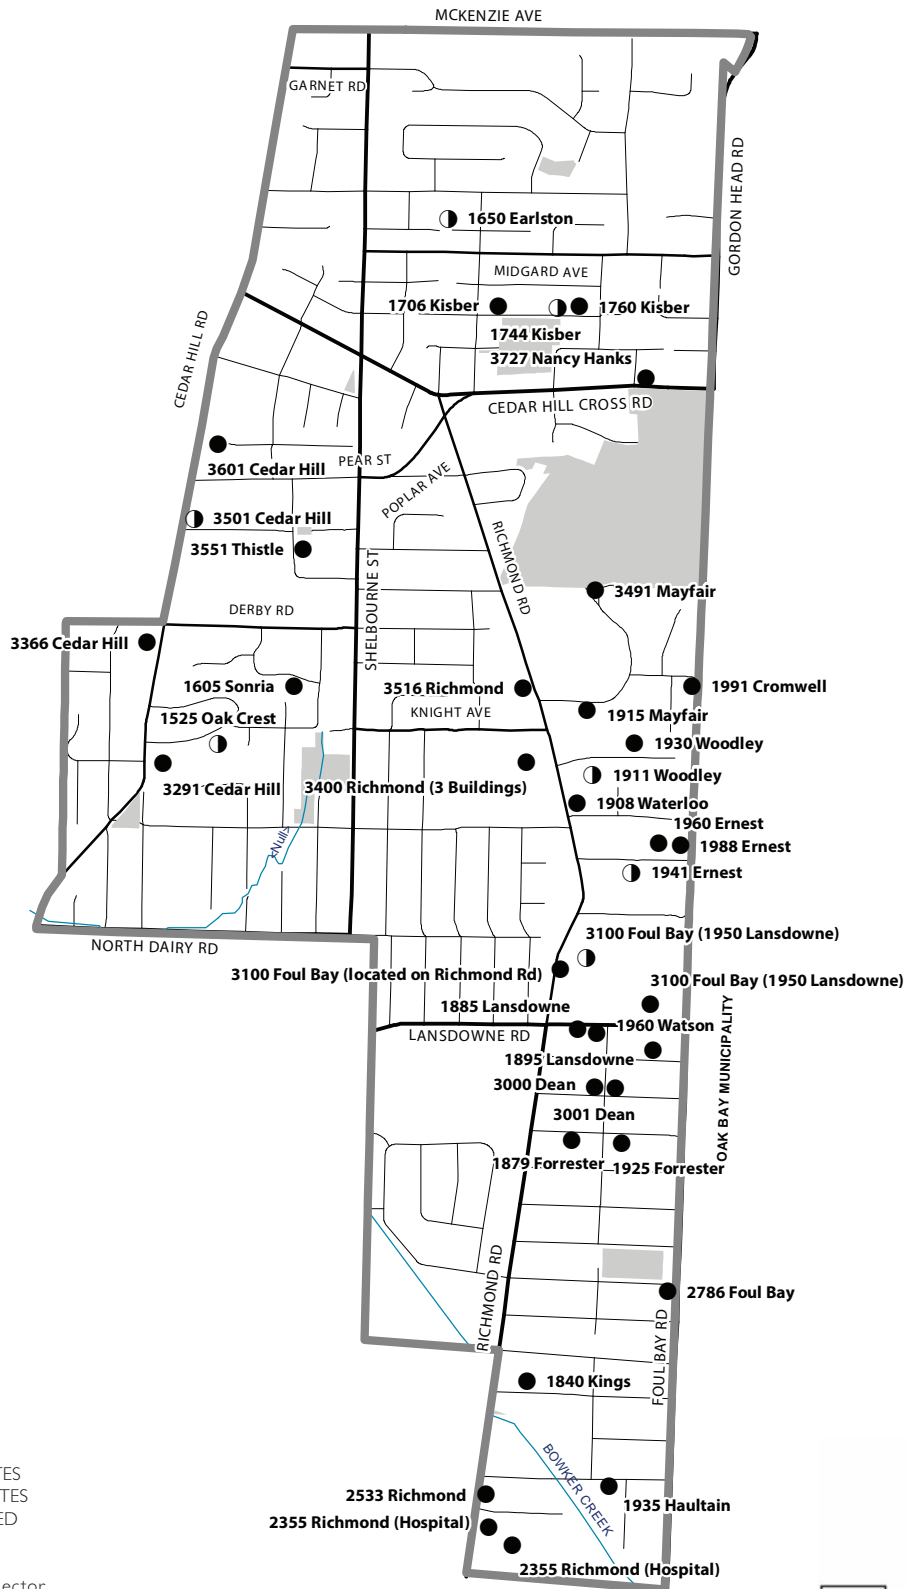 MCKENZIE AVE
GARNET RD
GORDON HEAD RD
1650 Earlston
MIDGARD AVE
1706 Kisber
1760 Kisber
1744 Kisber
3727 Nancy Hanks
CEDAR HILL RD
CEDAR HILL CROSS RD
PEAR ST
3601 Cedar Hill
POPLAR AVE
3501 Cedar Hill
3551 Thistle
RICHMOND RD
SHELBOURNE ST
3491 Mayfair
DERBY RD
3366 Cedar Hill
1605 Sonria
3516 Richmond
1991 Cromwell
1525 Oak Crest
KNIGHT AVE
1915 Mayfair
1930 Woodley
1911 Woodley
3291 Cedar Hill
3400 Richmond (3 Buildings)
1908 Waterloo
1960 Ernest
<Null>
1988 Ernest
1941 Ernest
NORTH DAIRY RD
3100 Foul Bay (1950 Lansdowne)
3100 Foul Bay (located on Richmond Rd)
3100 Foul Bay (1950 Lansdowne)
1885 Lansdowne
1960 Watson
LANSDOWNE RD
OAK BAY MUNICIPALITY
1895 Lansdowne
3000 Dean
3001 Dean
1879 Forrester
1925 Forrester
RICHMOND RD
2786 Foul Bay
FOUL BAY RD
1840 Kings
BOWKER CREEK
TES
TES
ED
2533 Richmond
1935 Haultain
2355 Richmond (Hospital)
2355 Richmond (Hospital)
ector